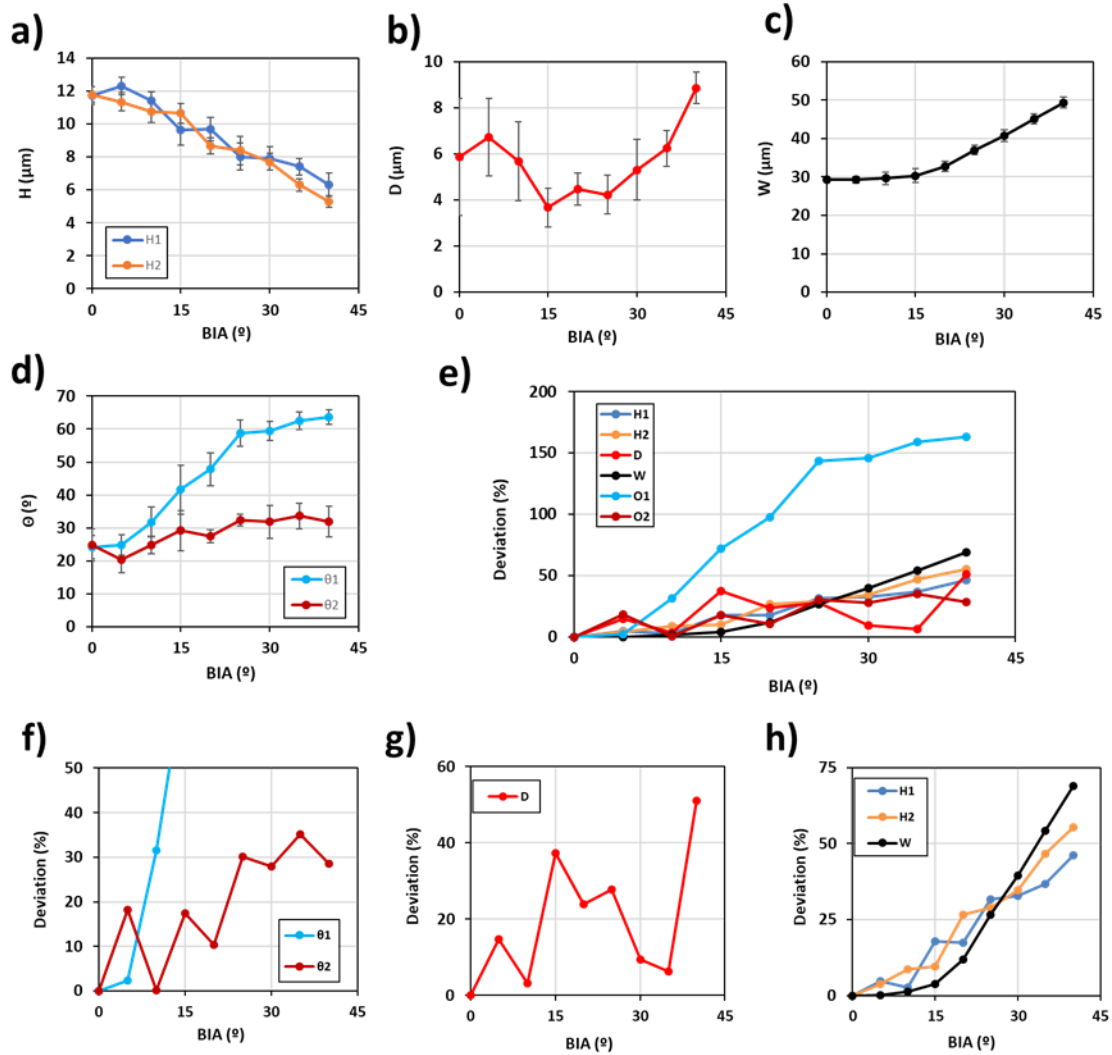 a)
14
12
10
8
6
4
2
0
H (µm)
H1
H2
0 15 30 45
BIA (º)
b)
10
8
6
4
2
0
D (µm)
0 15 30 45
BIA (º)
c)
60
50
40
30
20
10
0
W (µm)
0 15 30 45
BIA (º)
d)
70
60
50
40
30
20
10
0
Θ (º)
θ1
θ2
0 15 30 45
BIA (º)
e)
200
150
100
50
0
Deviation (%)
H1
H2
D
W
O1
O2
0 15 30 45
BIA (º)
f)
50
40
30
20
10
0
Deviation (%)
θ1
θ2
0 15 30 45
BIA (º)
g)
60
40
20
0
Deviation (%)
D
0 15 30 45
BIA (º)
h)
75
50
25
0
Deviation (%)
H1
H2
W
0 15 30 45
BIA (º)